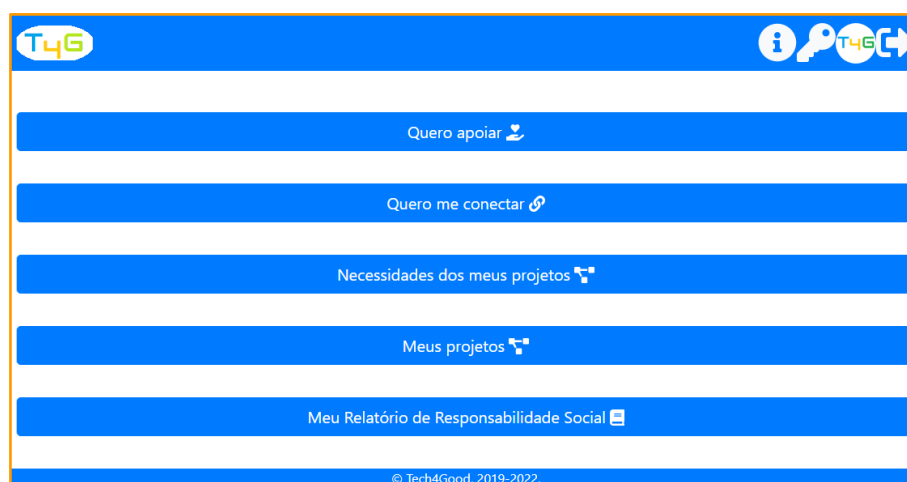 T4G T4G
Quero apoiar
Quero me conectar
Necessidades dos meus projetos
Meus projetos
Meu Relatório de Responsabilidade Social
© Tech4Good, 2019-2022.